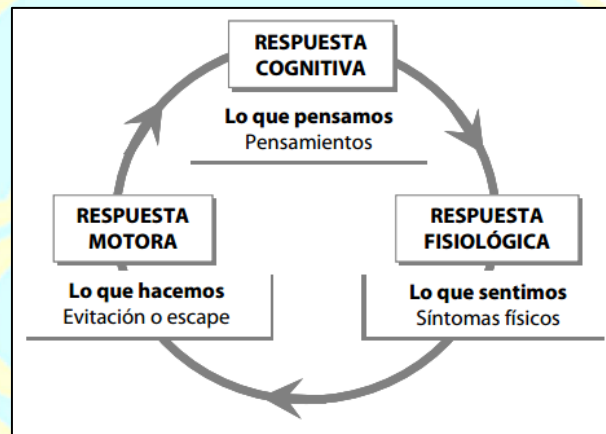 RESPUESTA
COGNITIVA
Lo que pensamos
Pensamientos
RESPUESTA
MOTORA
Lo que hacemos
Evitación o escape
RESPUESTA
FISIOLÓGICA
Lo que sentimos
Síntomas físicos